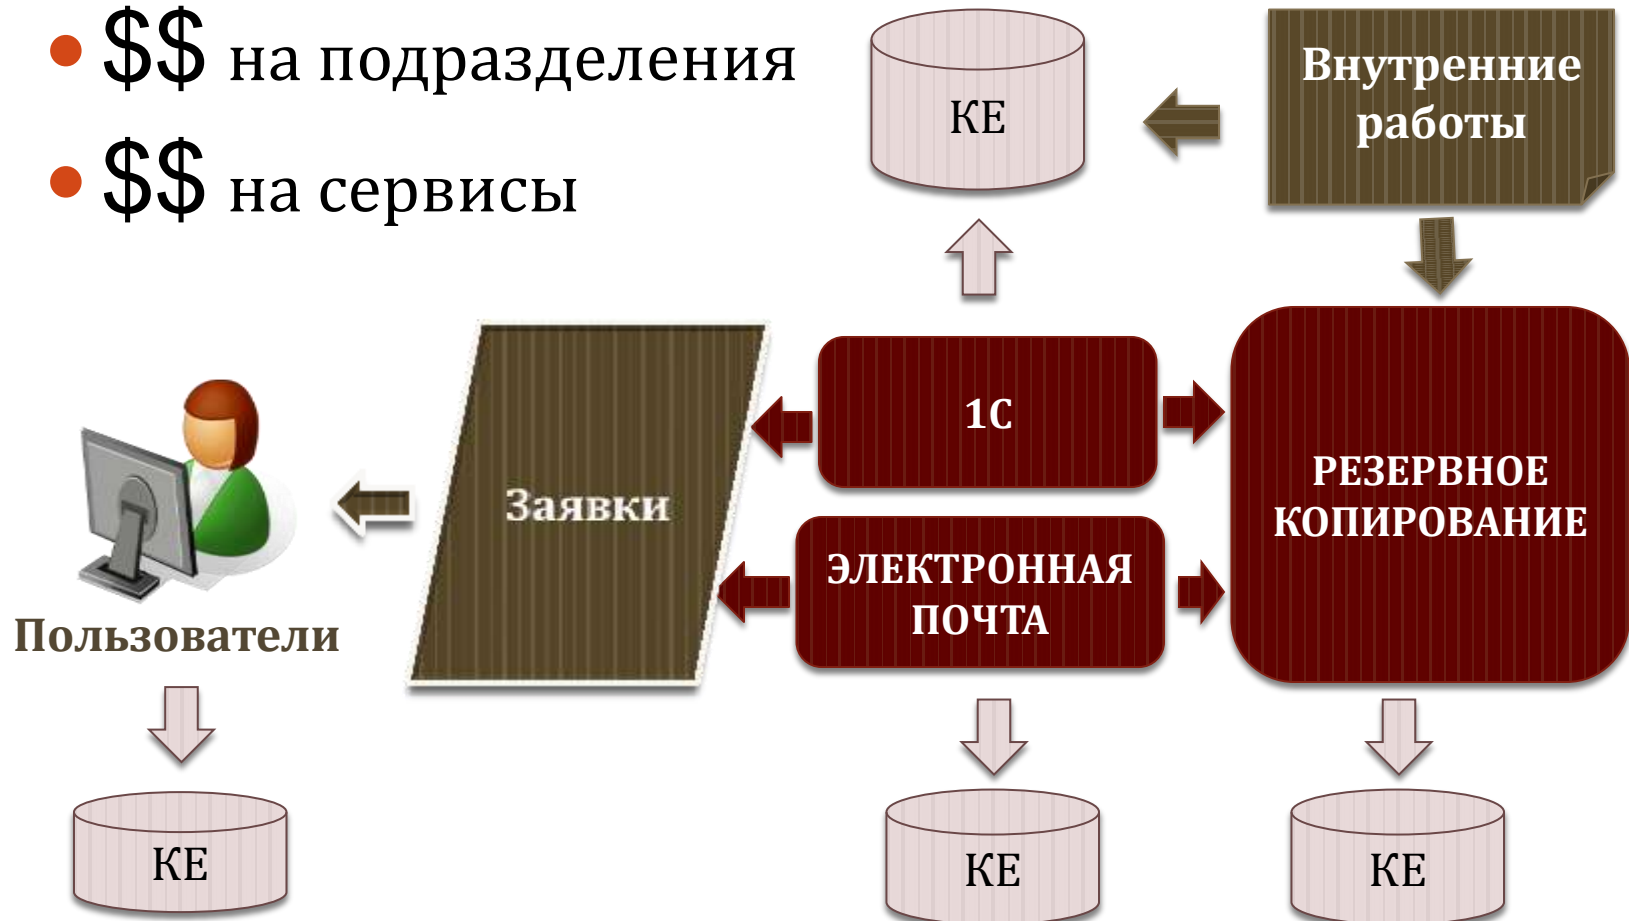 • $$ на подразделения
• $$ на сервисы
КЕ
Внутренние
работы
1С
РЕЗЕРВНОЕ
КОПИРОВАНИЕ
Заявки
ЭЛЕКТРОННАЯ
ПОЧТА
Пользователи
КЕ
КЕ
КЕ